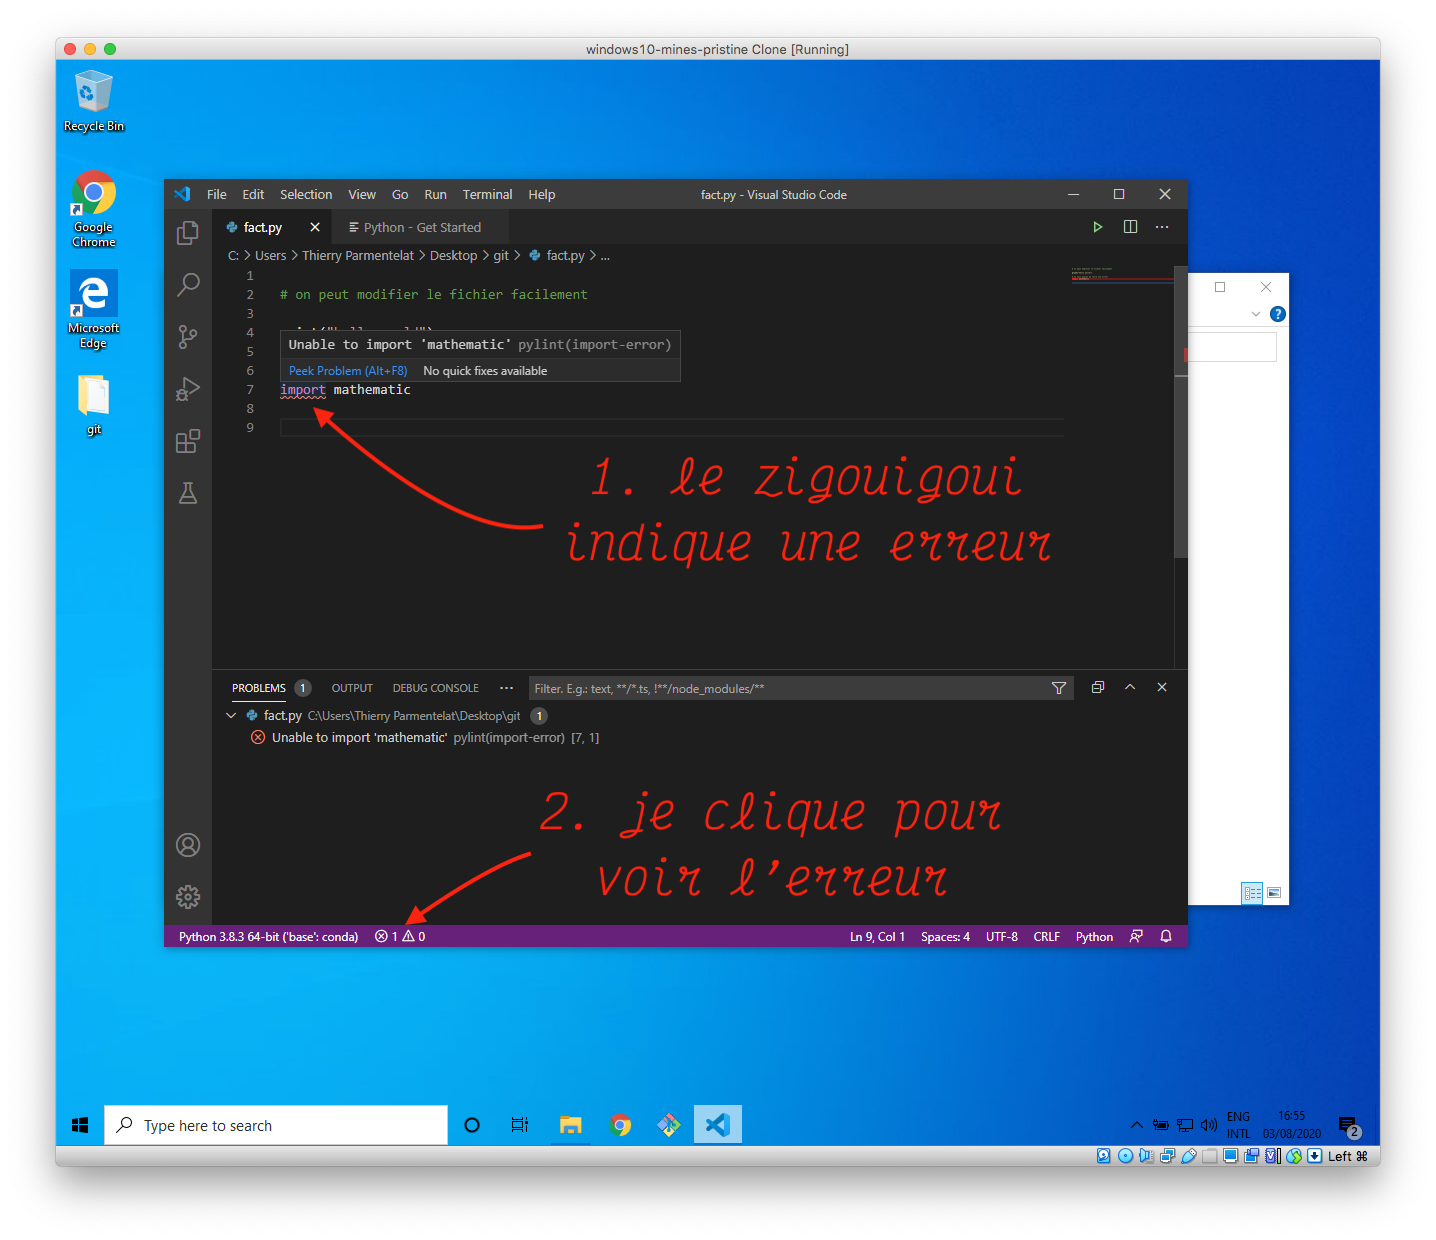 windows10-mines-pristine Clone [Running]
Recycle Bin
Google
Chrome
Microsoft
Edge
git
File Edit Selection View Go Run Terminal Help
fact.py - Visual Studio Code
fact.py
Python - Get Started
C: > Users > Thierry Parmentelat > Desktop > git > fact.py > ...
1
2 # on peut modifier le fichier facilement
3
4
5
6
Unable to import 'mathematic' pylint(import-error)
Peek Problem (Alt+F8) No quick fixes available
7 import mathematic
8
9
1. le zigouigoui
indique une erreur
PROBLEMS 1 OUTPUT DEBUG CONSOLE ... Filter. E.g.: text, **/*.ts, !**/node_modules/**
fact.py C:\Users\Thierry Parmentelat\Desktop\git 1
Unable to import 'mathematic' pylint(import-error) [7, 1]
2. je clique pour
voir l'erreur
Python 3.8.3 64-bit ('base': conda) 1 0 Ln 9, Col 1 Spaces: 4 UTF-8 CRLF Python
Type here to search
ENG
INTL
16:55
03/08/2020
2
Left ⌘